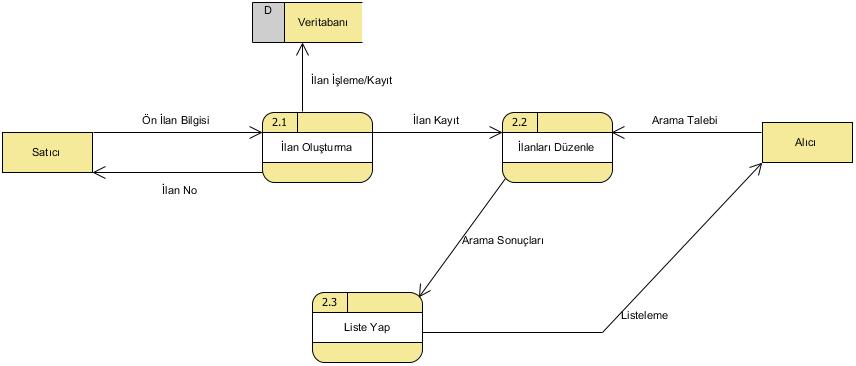 D
Veritabanı
İlan İşleme/Kayıt
Ön İlan Bilgisi
2.1
İlan Kayıt
2.2
Arama Talebi
Satıcı
İlan Oluşturma
İlanları Düzenle
Alıcı
İlan No
Arama Sonuçları
2.3
Liste Yap
Listeleme